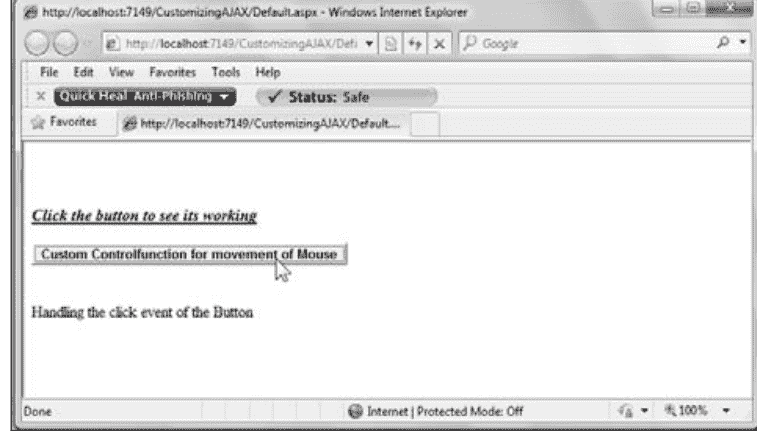 http://localhost:7149/CustomizingAJAX/Default.aspx - Windows Internet Explorer
http://localhost:7149/CustomizingAJAX/Defa
Google
File Edit View Favorites Tools Help
Quick Heal Anti-Phishing Status: Safe
Favorites http://localhost:7149/CustomizingAJAX/Default....
Click the button to see its working
Custom Controlfunction for movement of Mouse
Handling the click event of the Button
Done Internet | Protected Mode: Off 100%